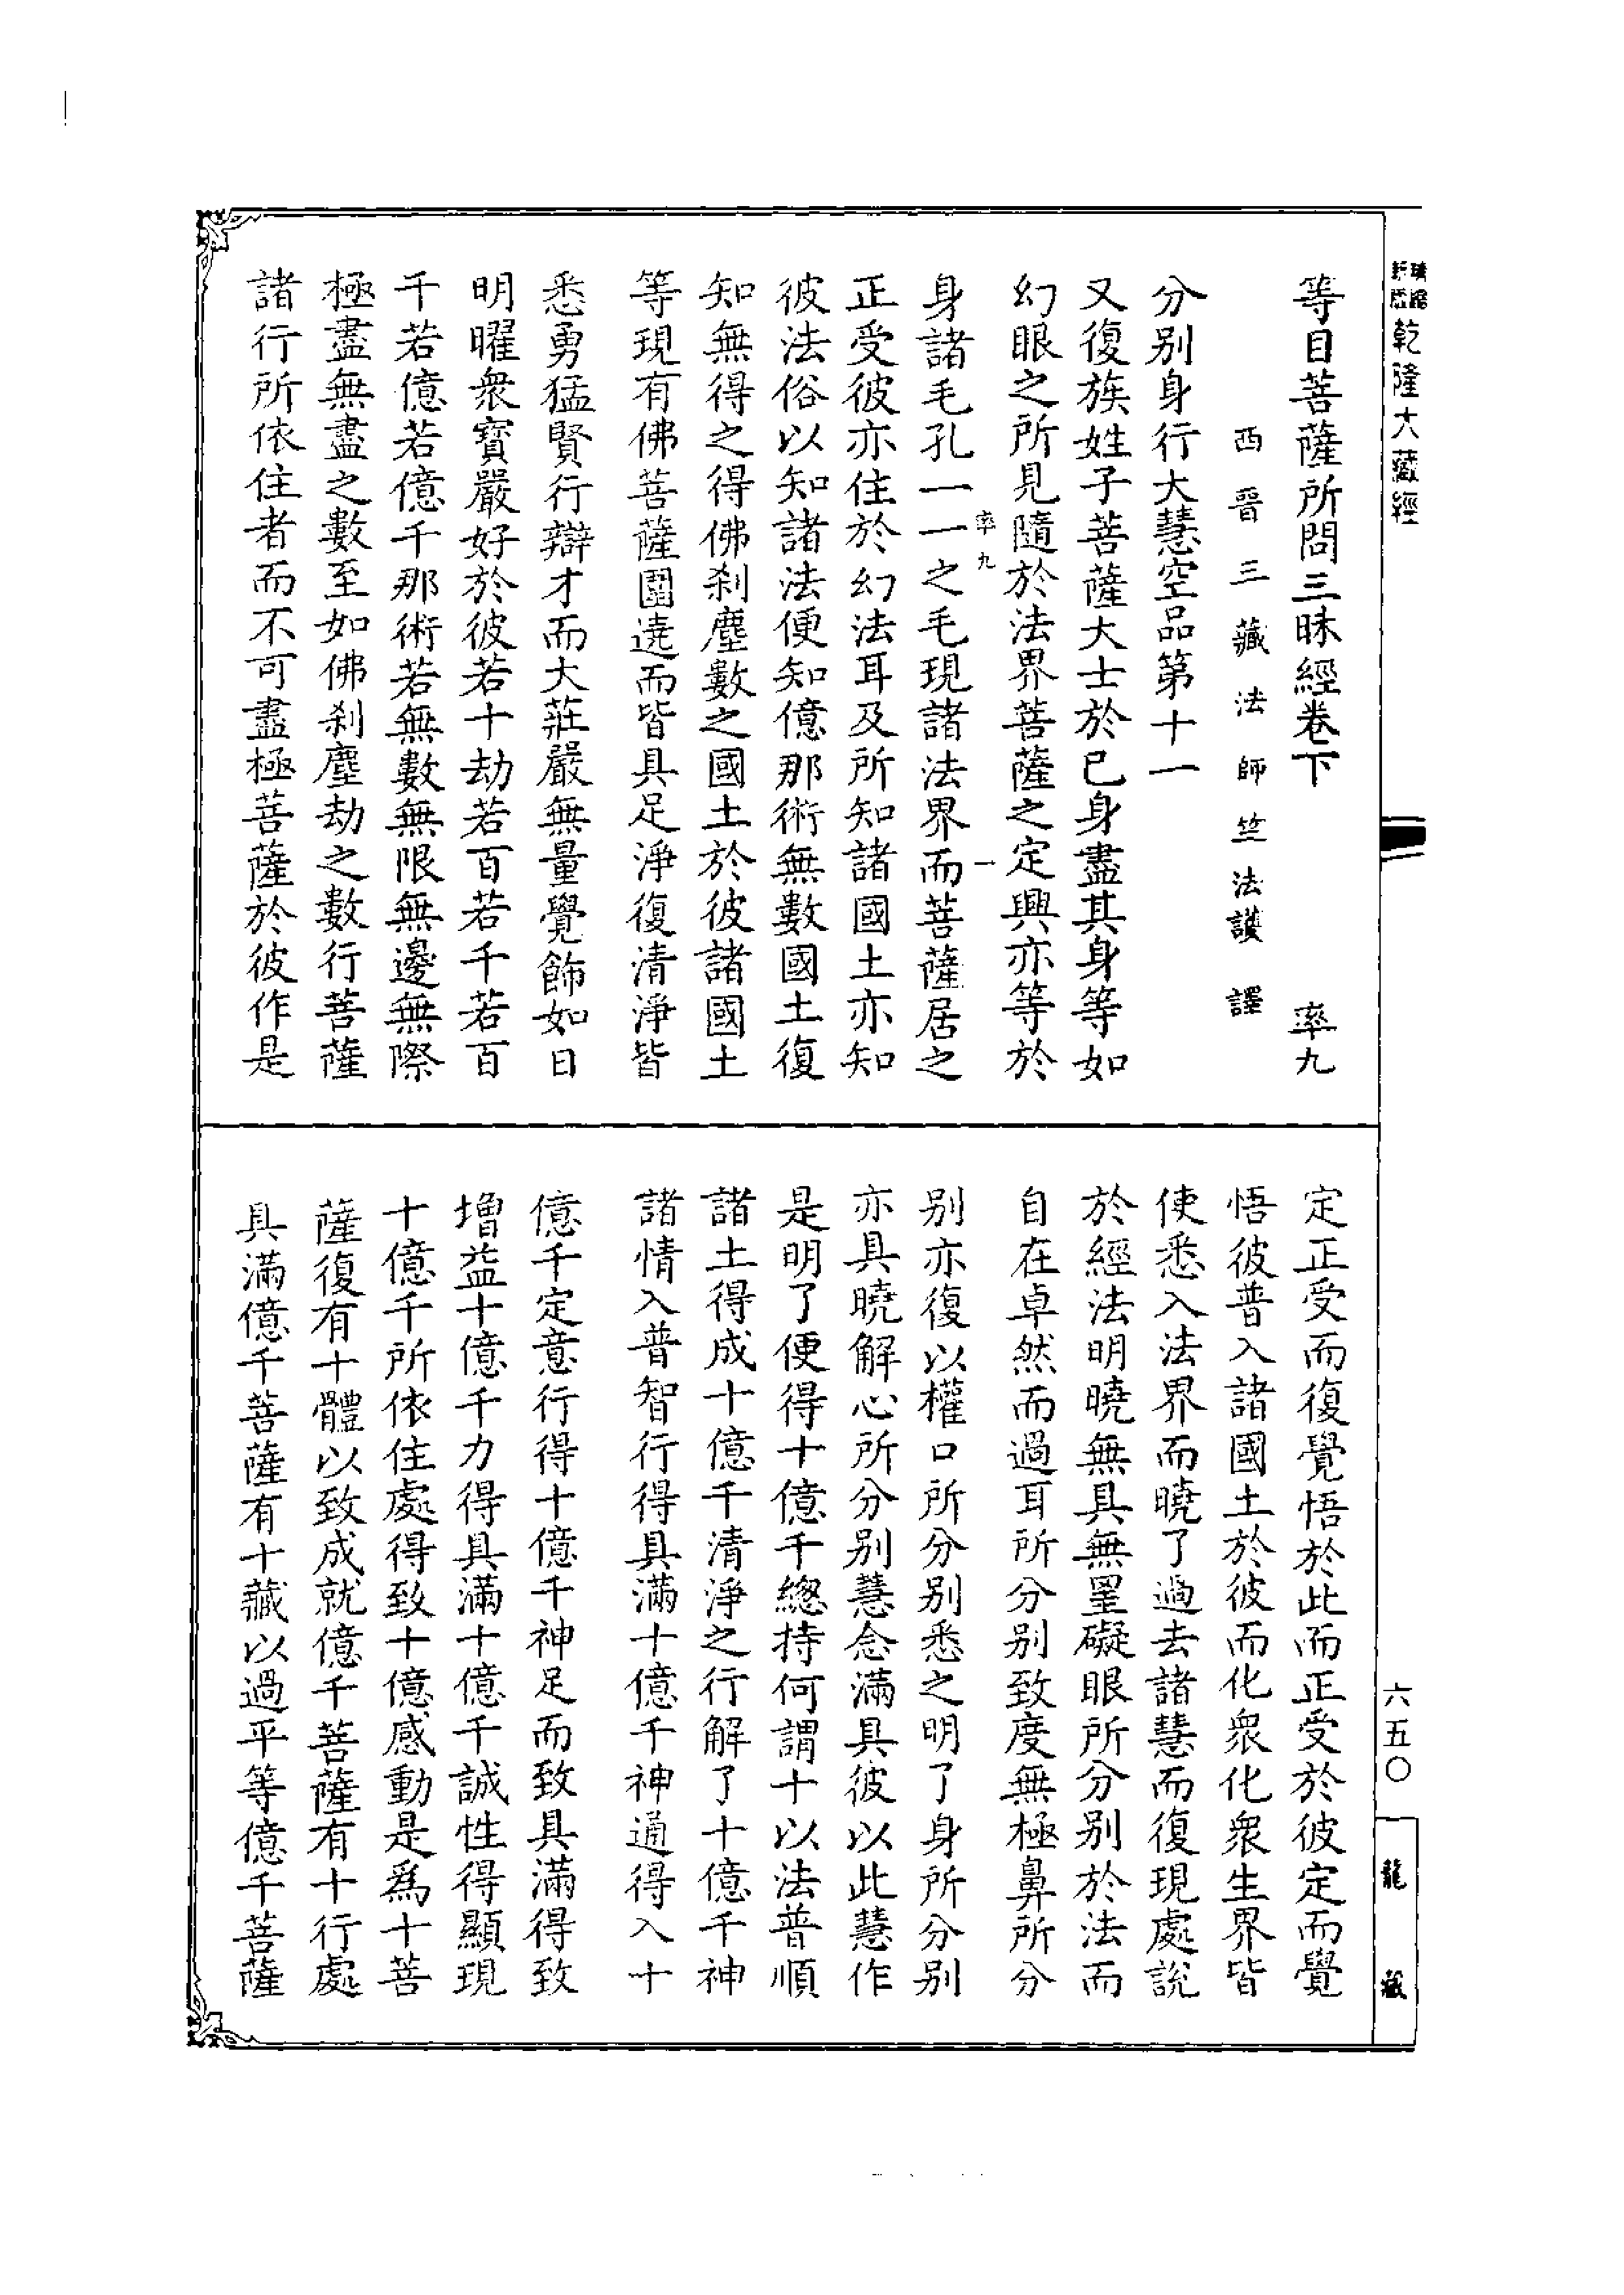 乾隆大藏經
等目菩薩所問三昧經卷下 率九
西晉三藏法師竺法護 譯
分別身行大慧空品第十一
又復族姓子菩薩大士於已身盡其身等如
幻眼之所見隨於法界菩薩之定興亦等於
率九 一
身諸毛孔一一之毛現諸法界而菩薩居之
正受彼亦住於幻法耳及所知諸國土亦知
彼法俗以知諸法便知億那術無數國土復
知無得之得佛刹塵數之國土於彼諸國土
等現有佛菩薩圍遶而皆具足淨復清淨皆
悉勇猛賢行辯才而大莊嚴無量覺飾如日
明曜衆寳嚴好於彼若十劫若百若千若百
千若億若億千那術若無數無限無邊無際
極盡無盡之數至如佛刹塵劫之數行菩薩
諸行所依住者而不可盡極菩薩於彼作是
定正受而復覺悟於此而正受於彼定而覺
悟彼普入諸國土於彼而化衆化衆生界皆
使悉入法界而曉了過去諸慧而復現處說
於經法明曉無具無罣礙眼所分别於法而
自在卓然而過耳所分别致度無極鼻所分
别亦復以權口所分别悉之明了身所分别
亦具曉解心所分别慧念滿具彼以此慧作
是明了便得十億千總持何謂十以法普順
諸土得成十億千清淨之行解了十億千神
諸情入普智行得具滿十億千神通得入十
億千定意行得十億千神足而致具滿得致
增益十億千力得具滿十億千誠性得顯現
十億千所依住處得致十億感動是爲十菩
薩復有十體以致成就億千菩薩有十行處
具滿億千菩薩有十藏以過平等億千菩薩
六五〇
龍藏